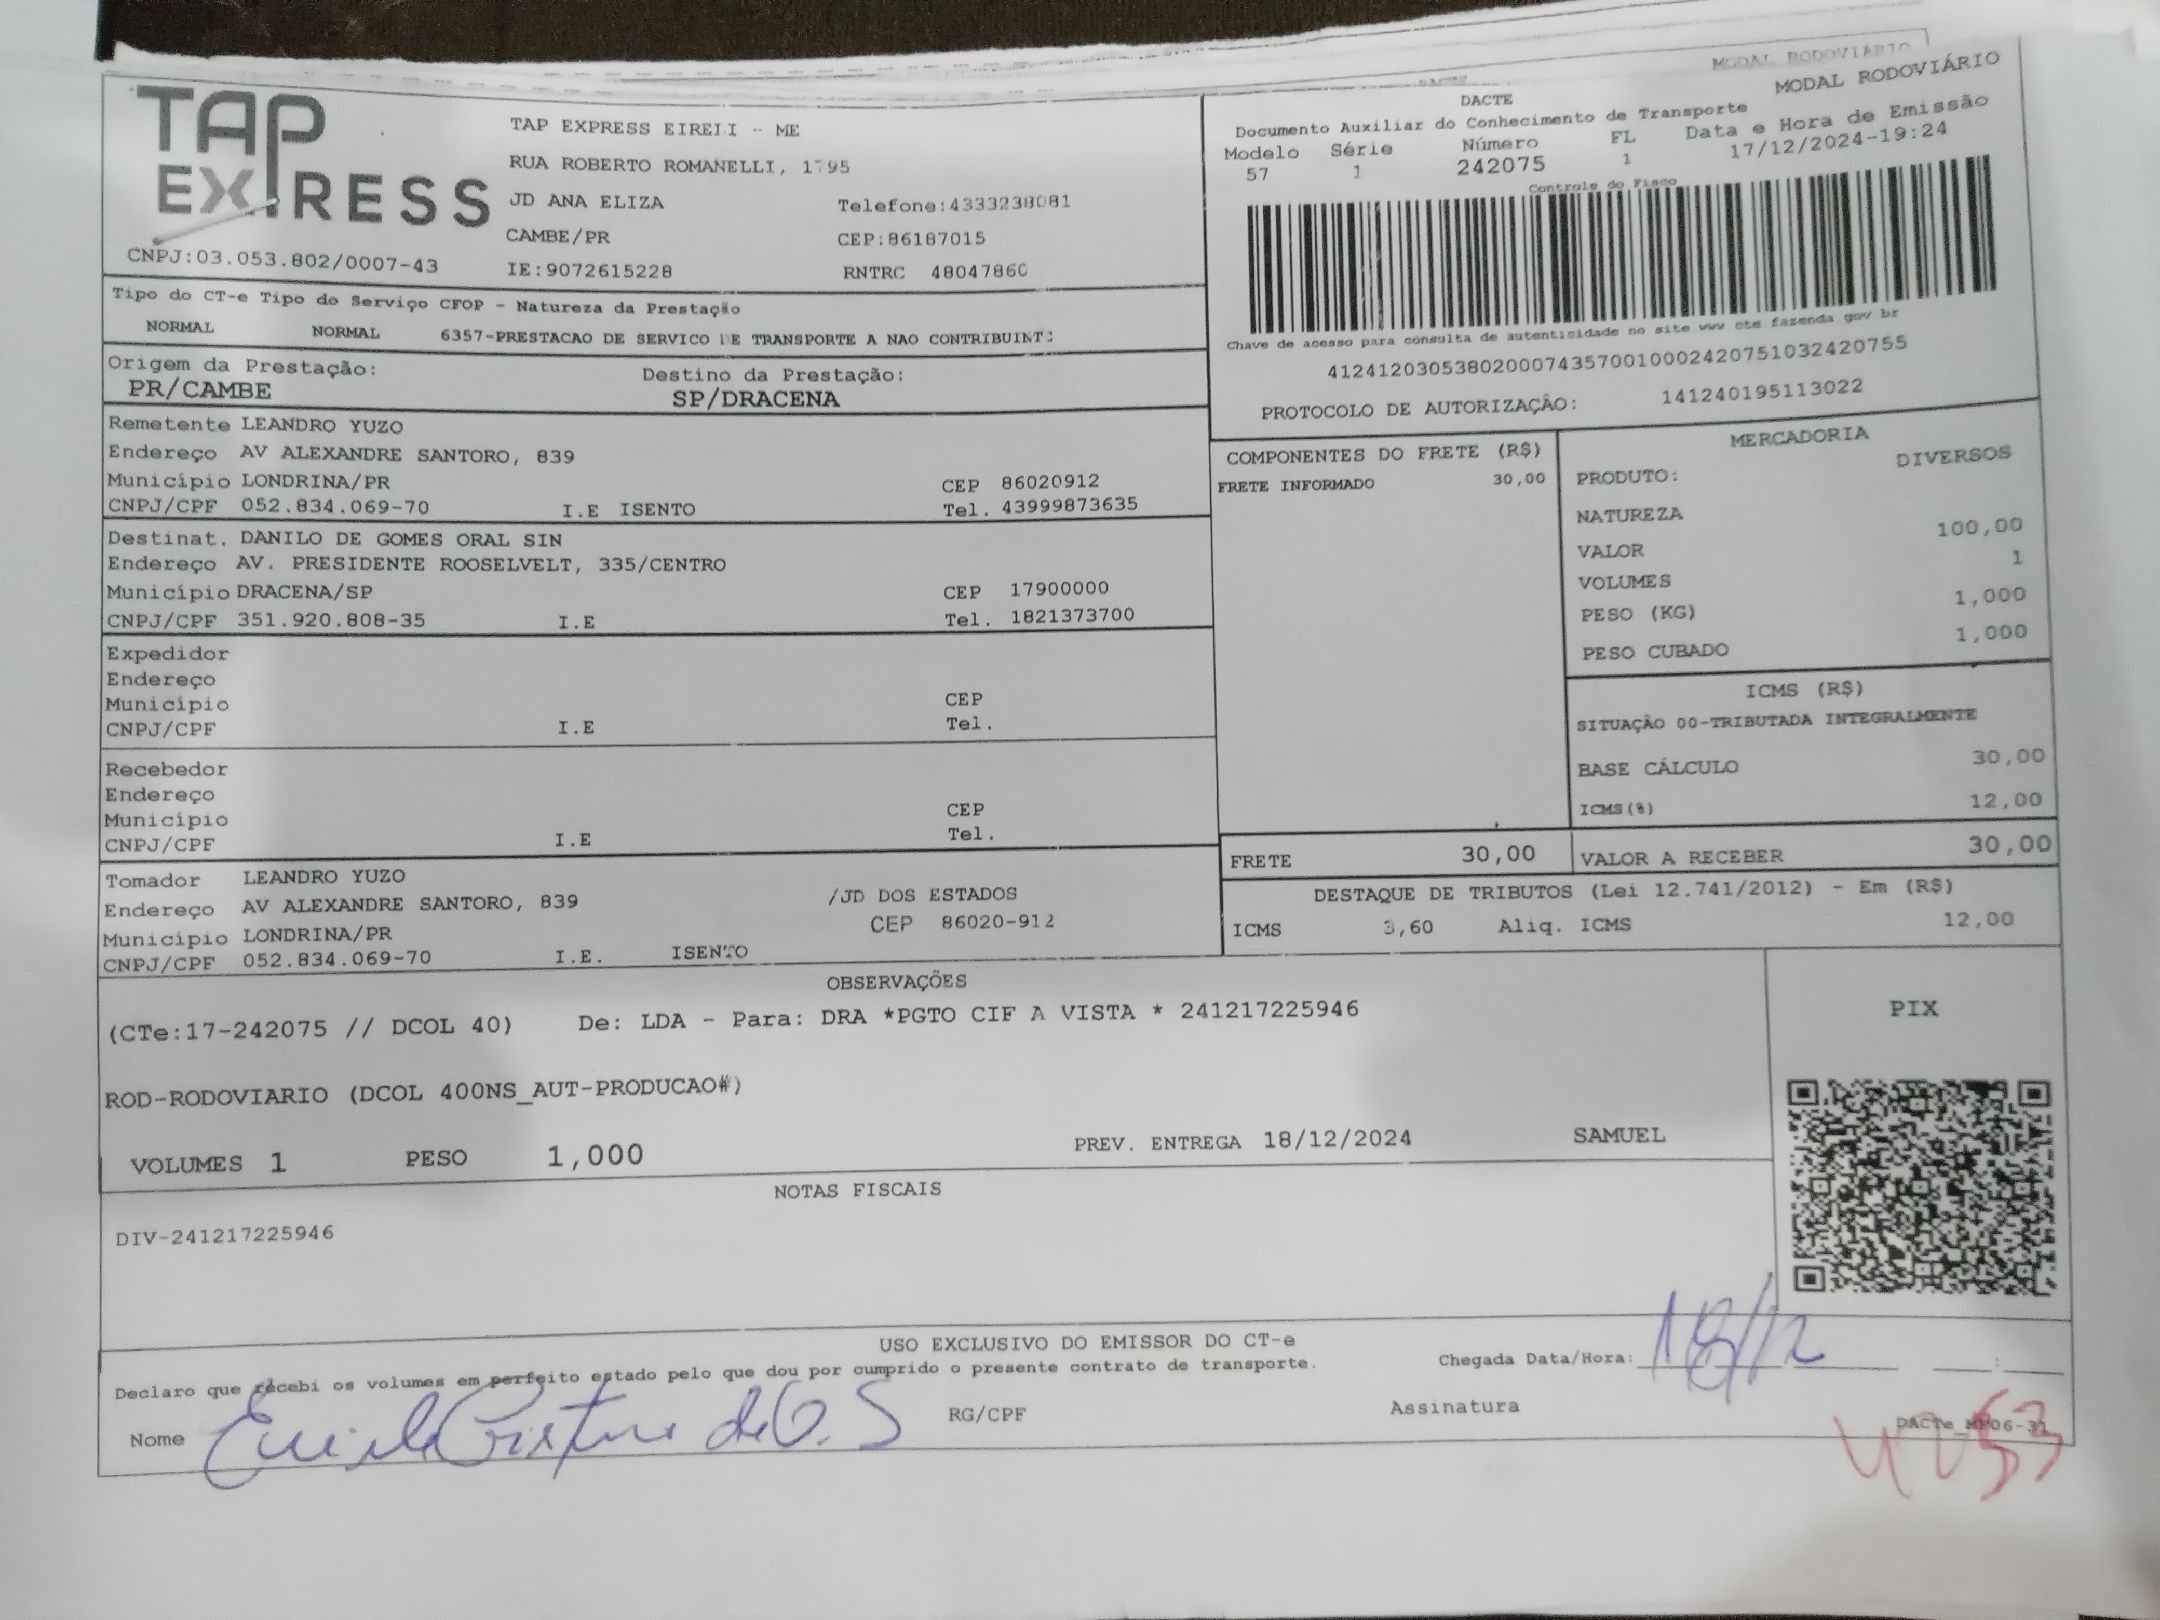 MODAL RODOVIÁRIO
MODAL RODOVIÁRIO
TAP EXPRESS
CNPJ:03.053.802/0007-43
TAP EXPRESS EIRELI - ME
RUA ROBERTO ROMANELLI, 1795
JD ANA ELIZA Telefone:4333238081
CAMBE/PR CEP:86187015
IE:9072615228 RNTRC 48047860
DACTE
Documento Auxiliar do Conhecimento de Transporte
Modelo Série Número FL Data e Hora de Emissão
57 1 242075 1 17/12/2024-19:24
Controle do Fisco
Chave de acesso para consulta de autenticidade no site www.cte.fazenda.gov.br
41241203053802000743570010002420751032420755
PROTOCOLO DE AUTORIZAÇÃO: 141240195113022
Tipo do CT-e Tipo do Serviço CFOP - Natureza da Prestação
NORMAL NORMAL 6357-PRESTACAO DE SERVICO DE TRANSPORTE A NAO CONTRIBUINTE
Origem da Prestação: Destino da Prestação:
PR/CAMBE SP/DRACENA
Remetente LEANDRO YUZO
Endereço AV ALEXANDRE SANTORO, 839
Município LONDRINA/PR CEP 86020912
CNPJ/CPF 052.834.069-70 I.E ISENTO Tel. 43999873635
Destinat. DANILO DE GOMES ORAL SIN
Endereço AV. PRESIDENTE ROOSELVELT, 335/CENTRO
Município DRACENA/SP CEP 17900000
CNPJ/CPF 351.920.808-35 I.E Tel. 1821373700
Expedidor
Endereço
Município CEP
CNPJ/CPF I.E Tel.
Recebedor
Endereço
Município CEP
CNPJ/CPF I.E Tel.
Tomador LEANDRO YUZO
Endereço AV ALEXANDRE SANTORO, 839 /JD DOS ESTADOS
Município LONDRINA/PR CEP 86020-912
CNPJ/CPF 052.834.069-70 I.E. ISENTO
COMPONENTES DO FRETE (R$)
FRETE INFORMADO 30,00
MERCADORIA
PRODUTO: DIVERSOS
NATUREZA
VALOR 100,00
VOLUMES 1
PESO (KG) 1,000
PESO CUBADO 1,000
ICMS (R$)
SITUAÇÃO 00-TRIBUTADA INTEGRALMENTE
BASE CÁLCULO 30,00
ICMS(%) 12,00
FRETE 30,00 VALOR A RECEBER 30,00
DESTAQUE DE TRIBUTOS (Lei 12.741/2012) - Em (R$)
ICMS 3,60 Aliq. ICMS 12,00
OBSERVAÇÕES
(CTe:17-242075 // DCOL 40) De: LDA - Para: DRA *PGTO CIF A VISTA * 241217225946
ROD-RODOVIARIO (DCOL 400NS_AUT-PRODUCAO#)
VOLUMES 1 PESO 1,000 PREV. ENTREGA 18/12/2024 SAMUEL
PIX
NOTAS FISCAIS
DIV-241217225946
USO EXCLUSIVO DO EMISSOR DO CT-e
Declaro que recebi os volumes em perfeito estado pelo que dou por cumprido o presente contrato de transporte.
Chegada Data/Hora: 18/12 :
Nome RG/CPF Assinatura